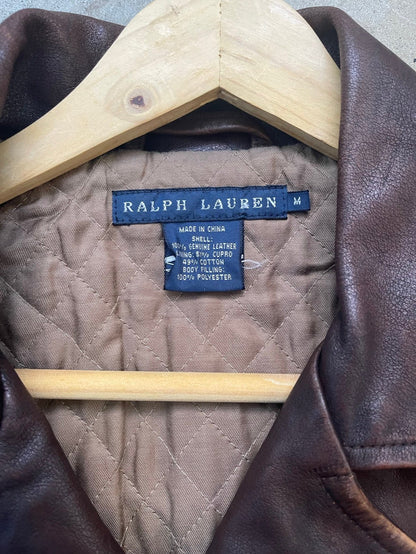 RALPH LAUREN M
MADE IN CHINA
SHELL:
100% GENUINE LEATHER
LINING: 51% CUPRO
49% COTTON
BODY FILLING:
100% POLYESTER